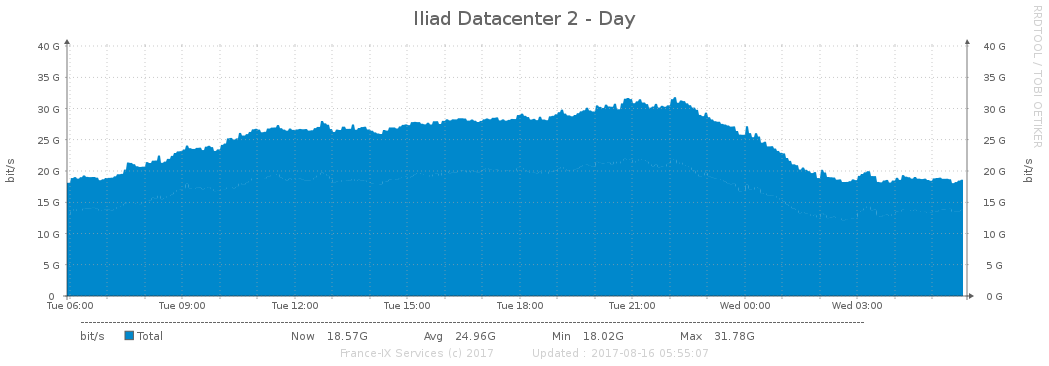 Iliad Datacenter 2 - Day
RRDTOOL / TOBI OETIKER
40 G 40 G
35 G 35 G
30 G 30 G
25 G 25 G
20 G 20 G
15 G 15 G
10 G 10 G
5 G 5 G
0 0 G
bit/s bit/s
Tue 06:00 Tue 09:00 Tue 12:00 Tue 15:00 Tue 18:00 Tue 21:00 Wed 00:00 Wed 03:00
bit/s Total Now 18.57G Avg 24.96G Min 18.02G Max 31.78G
France-IX Services (c) 2017 Updated : 2017-08-16 05:55:07